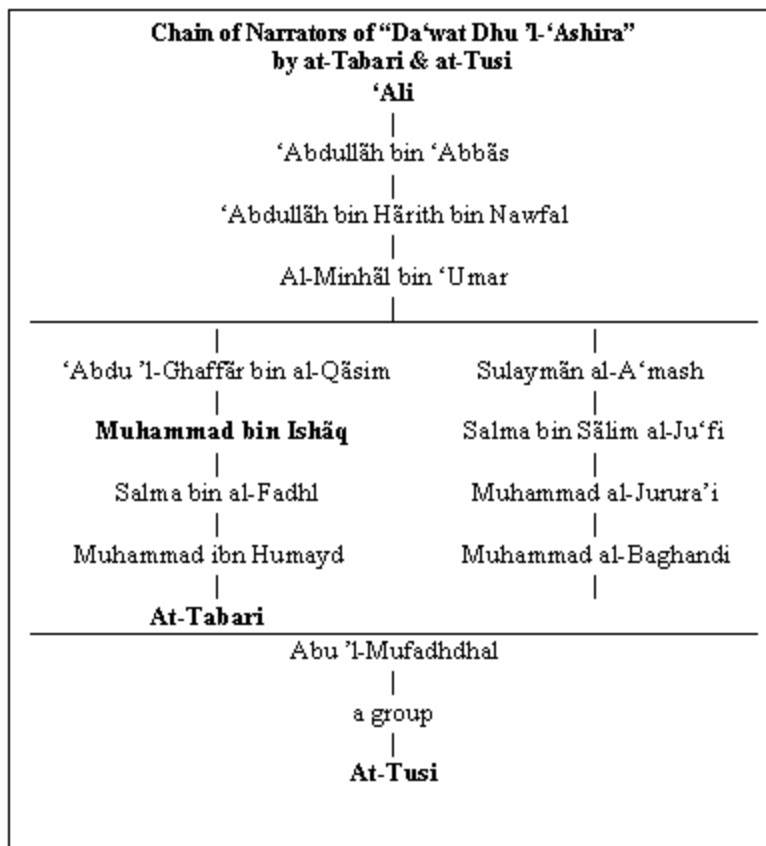 Chain of Narrators of “Da‘wat Dhu ’l-‘Ashira”
by at-Tabari & at-Tusi
‘Ali
‘Abdullãh bin ‘Abbãs
‘Abdullãh bin Hãrith bin Nawfal
Al-Minhãl bin ‘Umar
‘Abdu ’l-Ghaffãr bin al-Qãsim
Muhammad bin Ishãq
Salma bin al-Fadhl
Muhammad ibn Humayd
At-Tabari
Sulaymãn al-A‘mash
Salma bin Sãlim al-Ju‘fi
Muhammad al-Jurura’i
Muhammad al-Baghandi
Abu ’l-Mufadhdhal
a group
At-Tusi